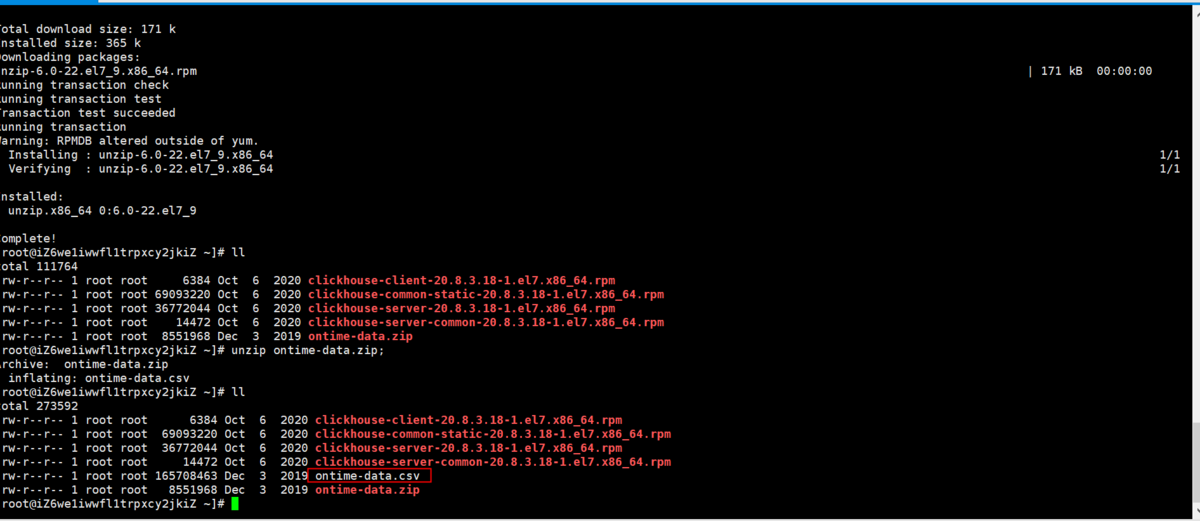 Total download size: 171 k
nstalled size: 365 k
ownloading packages:
nzip-6.0-22.el7_9.x86_64.rpm | 171 kB 00:00:00
unning transaction check
unning transaction test
ransaction test succeeded
unning transaction
arning: RPMDB altered outside of yum.
Installing : unzip-6.0-22.el7_9.x86_64 1/1
Verifying : unzip-6.0-22.el7_9.x86_64 1/1
nstalled:
unzip.x86_64 0:6.0-22.el7_9
omplete!
root@iZ6we1iwwfl1trpxcy2jkiZ ~]# ll
total 111764
rw-r--r-- 1 root root 6384 Oct 6 2020 clickhouse-client-20.8.3.18-1.el7.x86_64.rpm
rw-r--r-- 1 root root 69093220 Oct 6 2020 clickhouse-common-static-20.8.3.18-1.el7.x86_64.rpm
rw-r--r-- 1 root root 36772044 Oct 6 2020 clickhouse-server-20.8.3.18-1.el7.x86_64.rpm
rw-r--r-- 1 root root 14472 Oct 6 2020 clickhouse-server-common-20.8.3.18-1.el7.x86_64.rpm
rw-r--r-- 1 root root 8551968 Dec 3 2019 ontime-data.zip
root@iZ6we1iwwfl1trpxcy2jkiZ ~]# unzip ontime-data.zip;
rchive: ontime-data.zip
inflating: ontime-data.csv
root@iZ6we1iwwfl1trpxcy2jkiZ ~]# ll
total 273592
rw-r--r-- 1 root root 6384 Oct 6 2020 clickhouse-client-20.8.3.18-1.el7.x86_64.rpm
rw-r--r-- 1 root root 69093220 Oct 6 2020 clickhouse-common-static-20.8.3.18-1.el7.x86_64.rpm
rw-r--r-- 1 root root 36772044 Oct 6 2020 clickhouse-server-20.8.3.18-1.el7.x86_64.rpm
rw-r--r-- 1 root root 14472 Oct 6 2020 clickhouse-server-common-20.8.3.18-1.el7.x86_64.rpm
rw-r--r-- 1 root root 165708463 Dec 3 2019 ontime-data.csv
rw-r--r-- 1 root root 8551968 Dec 3 2019 ontime-data.zip
root@iZ6we1iwwfl1trpxcy2jkiZ ~]#